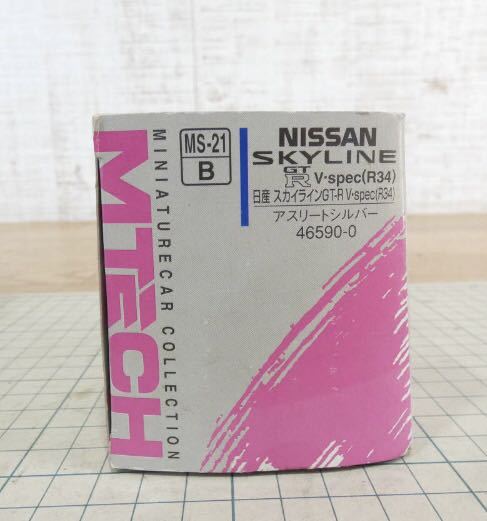 MTECH
MINIATURECAR COLLECTION
MS-21
B
NISSAN
SKYLINE
GT
R V·spec(R34)
日産 スカイラインGT-R V·spec(R34)
アスリートシルバー
46590-0